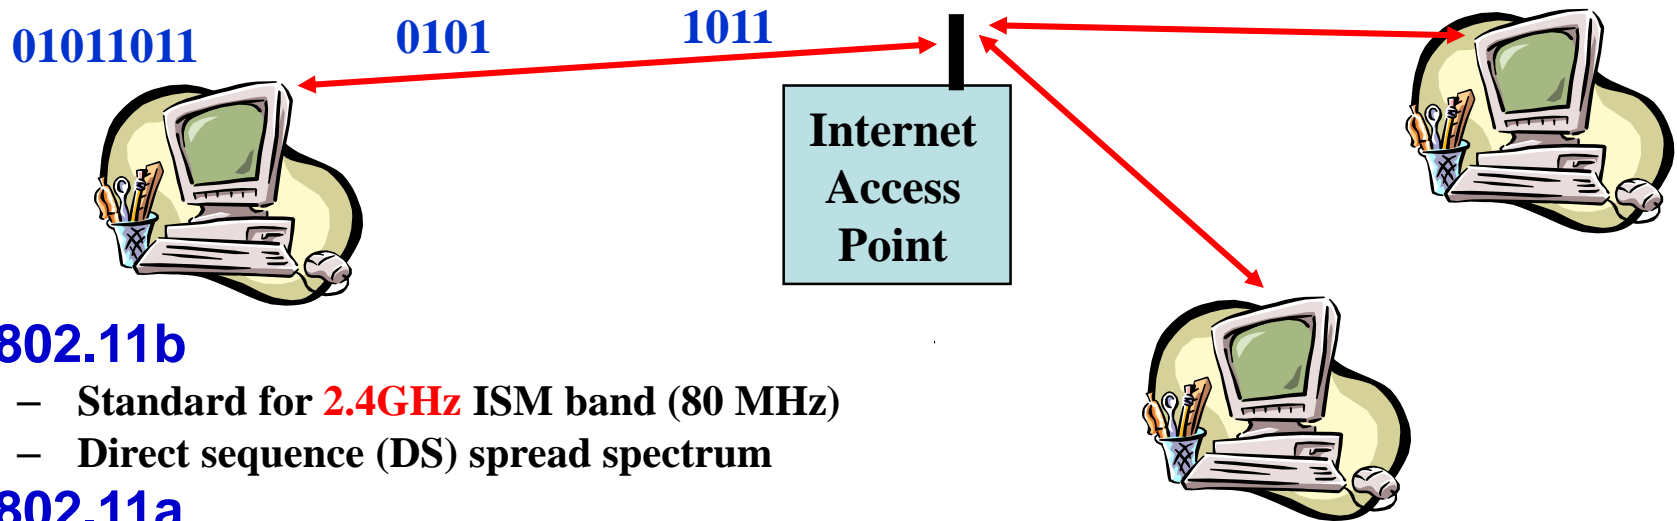 01011011 0101 1011
Internet
Access
Point
802.11b
– Standard for 2.4GHz ISM band (80 MHz)
– Direct sequence (DS) spread spectrum
802.11a